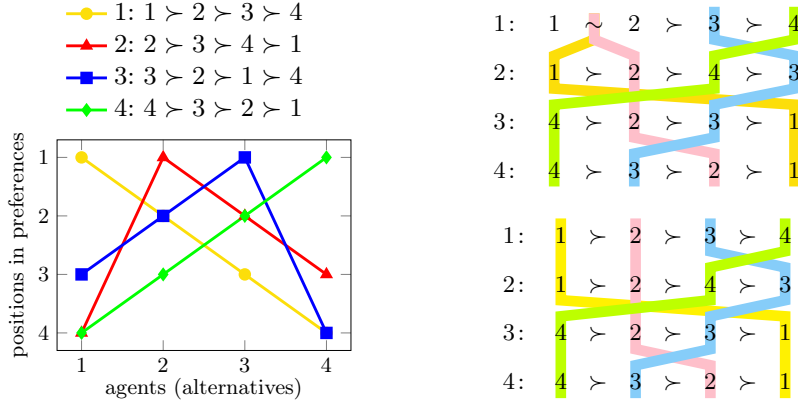 1: 1 ≻ 2 ≻ 3 ≻ 4
2: 2 ≻ 3 ≻ 4 ≻ 1
3: 3 ≻ 2 ≻ 1 ≻ 4
4: 4 ≻ 3 ≻ 2 ≻ 1
positions in preferences
1
2
3
4
1 2 3 4
agents (alternatives)
1: 1 ∼ 2 ≻ 3 ≻ 4
2: 1 ≻ 2 ≻ 4 ≻ 3
3: 4 ≻ 2 ≻ 3 ≻ 1
4: 4 ≻ 3 ≻ 2 ≻ 1
1: 1 ≻ 2 ≻ 3 ≻ 4
2: 1 ≻ 2 ≻ 4 ≻ 3
3: 4 ≻ 2 ≻ 3 ≻ 1
4: 4 ≻ 3 ≻ 2 ≻ 1